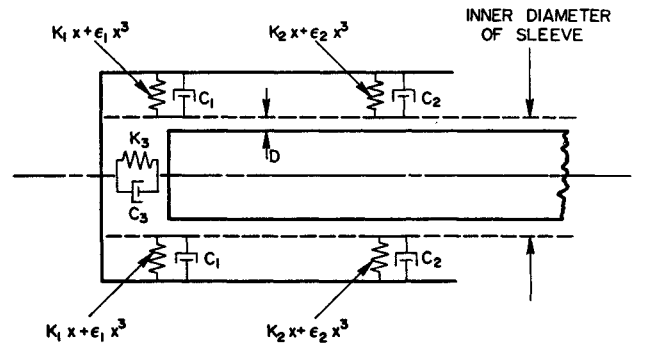 INNER DIAMETER
OF SLEEVE
K₁ x+ϵ₁ x³
K₂ x+ϵ₂ x³
C₁
C₂
K₃
D
C₃
C₁
C₂
K₁ x+ϵ₁ x³
K₂ x+ϵ₂ x³